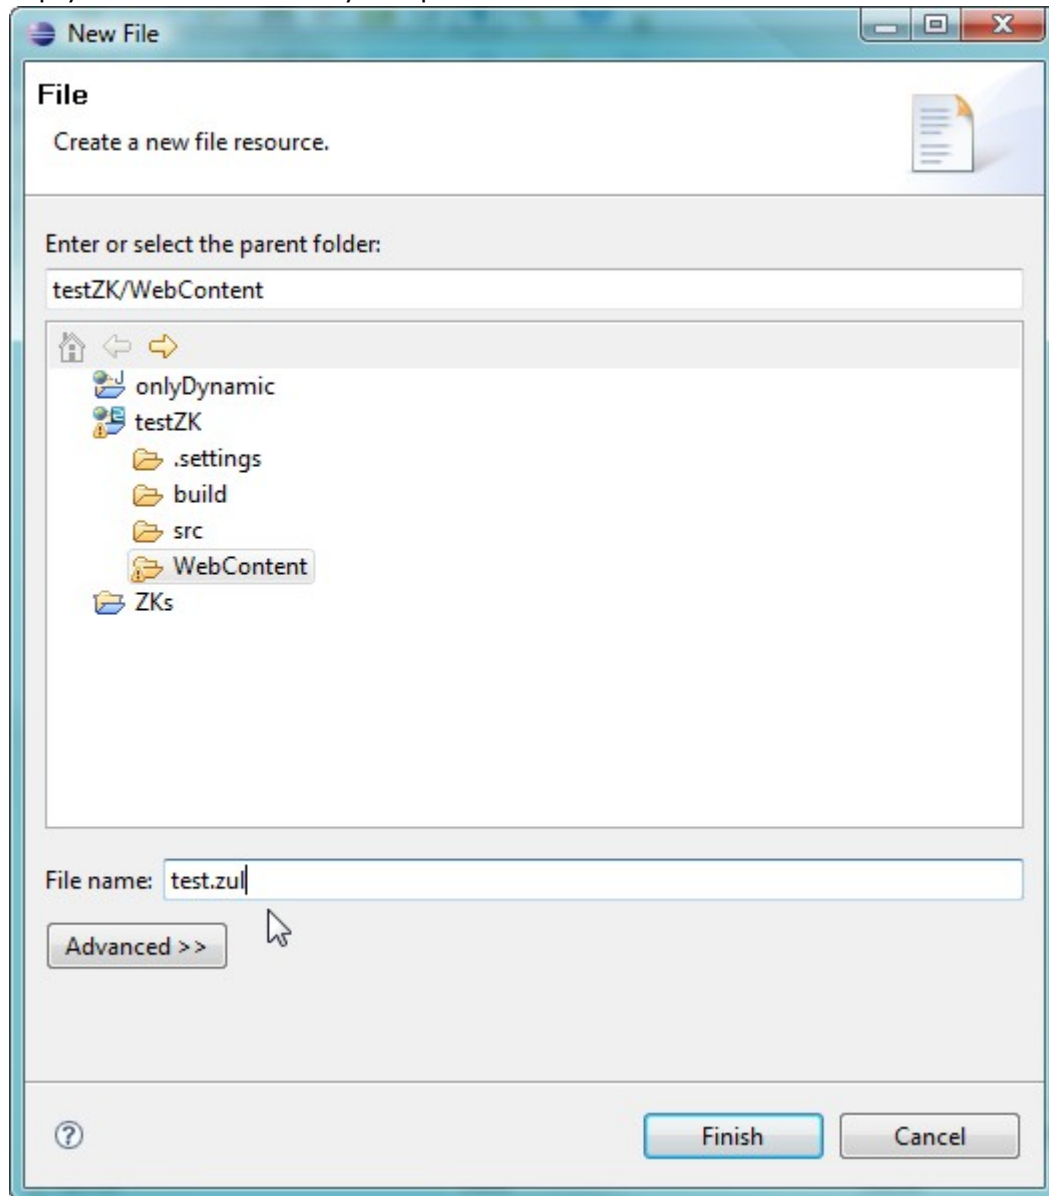 New File
File
Create a new file resource.
Enter or select the parent folder:
testZK/WebContent
onlyDynamic
testZK
.settings
build
src
WebContent
ZKs
File name: test.zul
Advanced >>
Finish Cancel